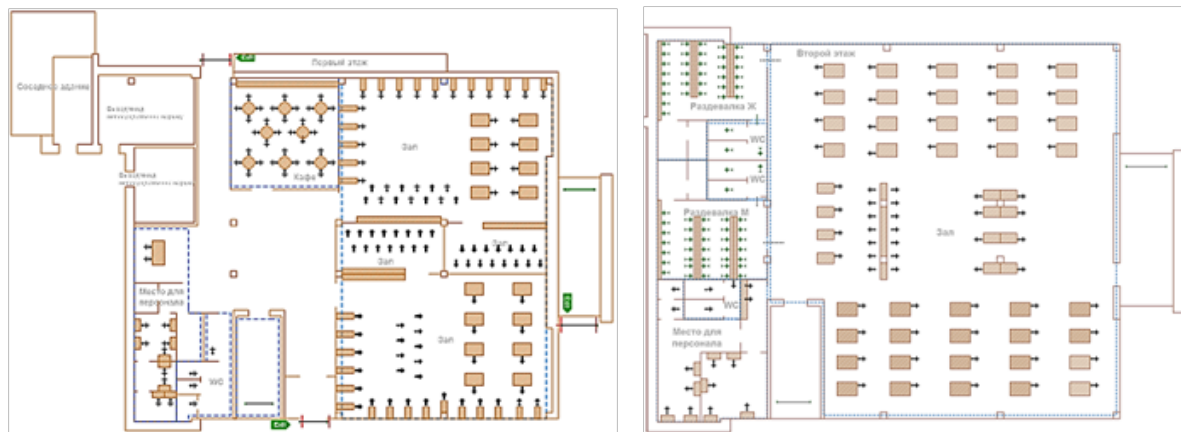 Exit
Первый этаж
Соседнее здание
Зал
Кафе
Зал
Зал
Место для
персонала
Зал
WC
Exit
Exit
Второй этаж
Раздевалка Ж
WC
WC
Раздевалка М
Зал
WC
Место для
персонала